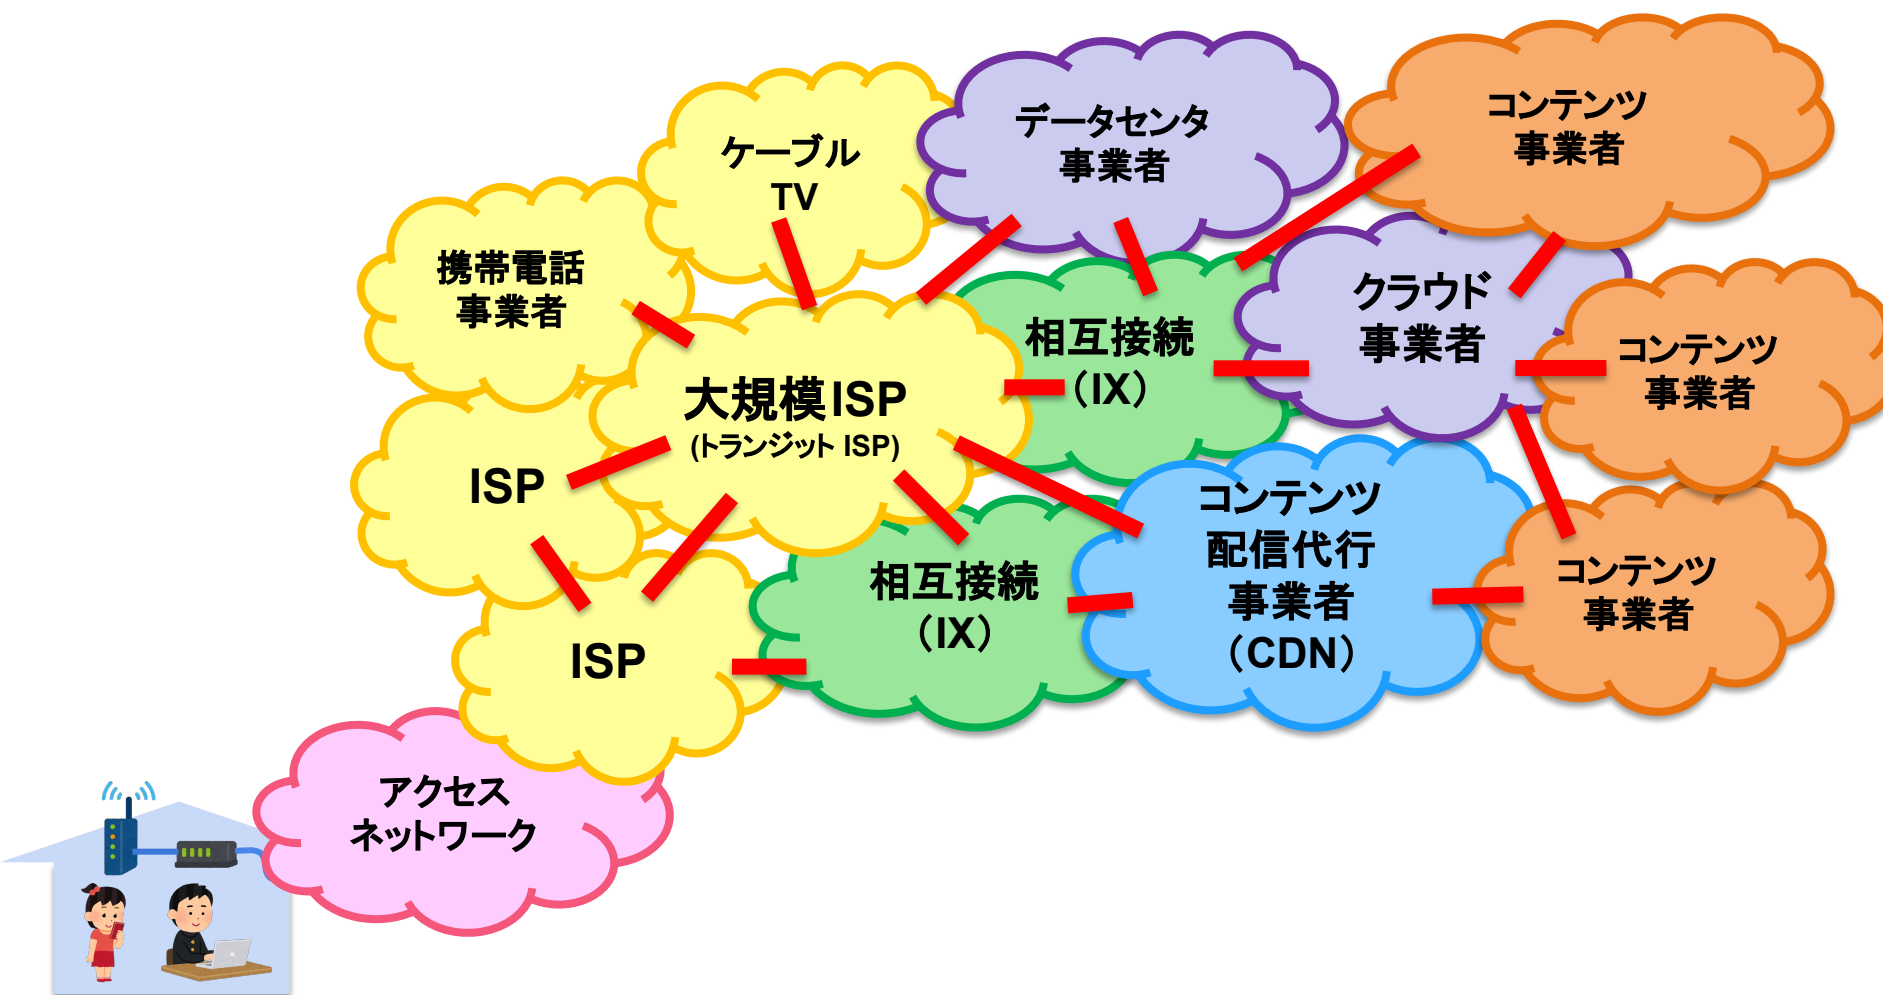 コンテンツ
事業者
データセンタ
事業者
ケーブル
TV
携帯電話
事業者
クラウド
事業者
相互接続
（IX）
コンテンツ
事業者
大規模ISP
(トランジット ISP)
ISP
コンテンツ
配信代行
事業者
（CDN）
相互接続
（IX）
コンテンツ
事業者
ISP
アクセス
ネットワーク